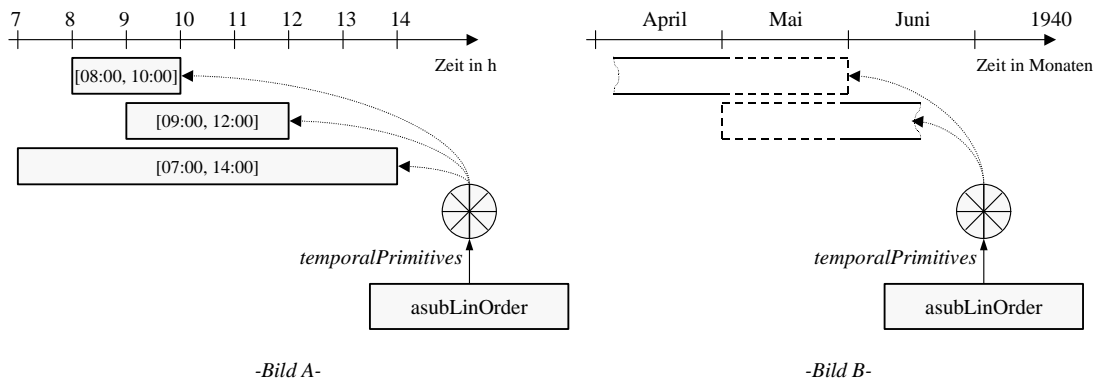 7 8 9 10 11 12 13 14
Zeit in h
[08:00, 10:00]
[09:00, 12:00]
[07:00, 14:00]
temporalPrimitives
asubLinOrder
-Bild A-
April Mai Juni 1940
Zeit in Monaten
temporalPrimitives
asubLinOrder
-Bild B-